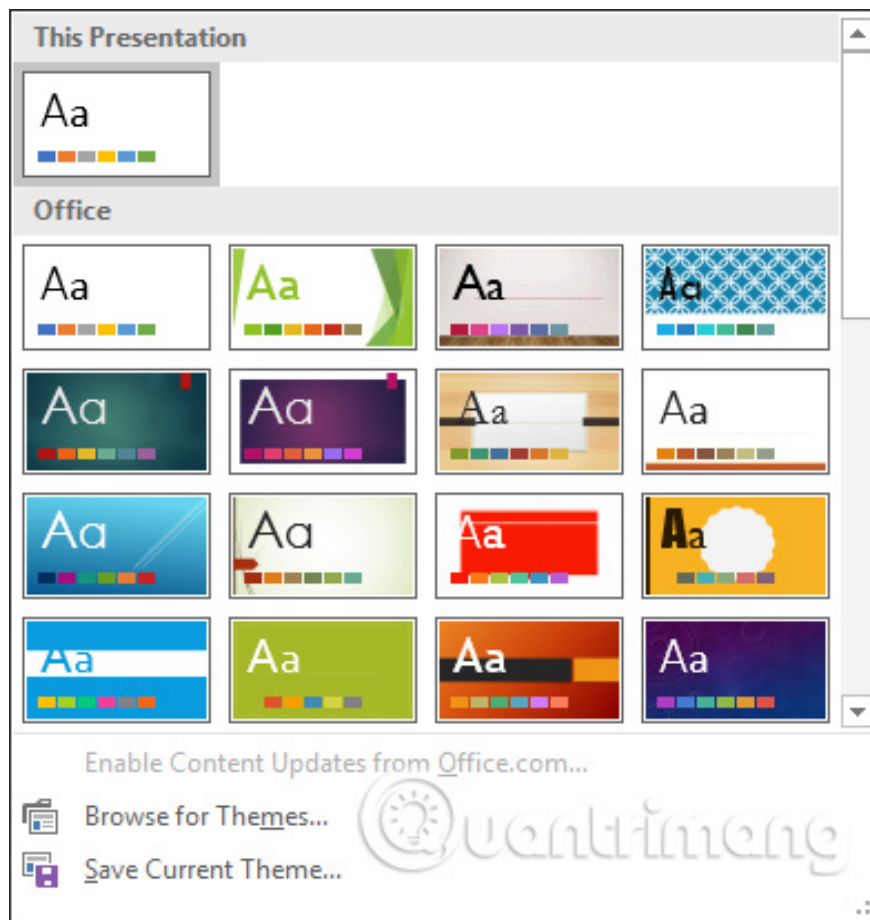 This Presentation
Aa
Office
Aa Aa Aa Aa
Aa Aa Aa Aa
Aa Aa Aa Aa
Aa Aa Aa Aa
Enable Content Updates from Office.com...
Browse for Themes...
Save Current Theme...
Quantrimang